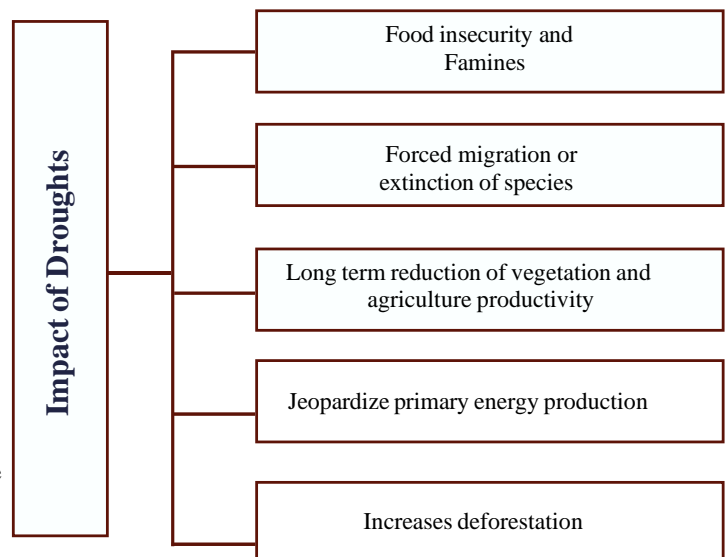 Impact of Droughts
Food insecurity and
Famines
Forced migration or
extinction of species
Long term reduction of vegetation and
agriculture productivity
Jeopardize primary energy production
Increases deforestation